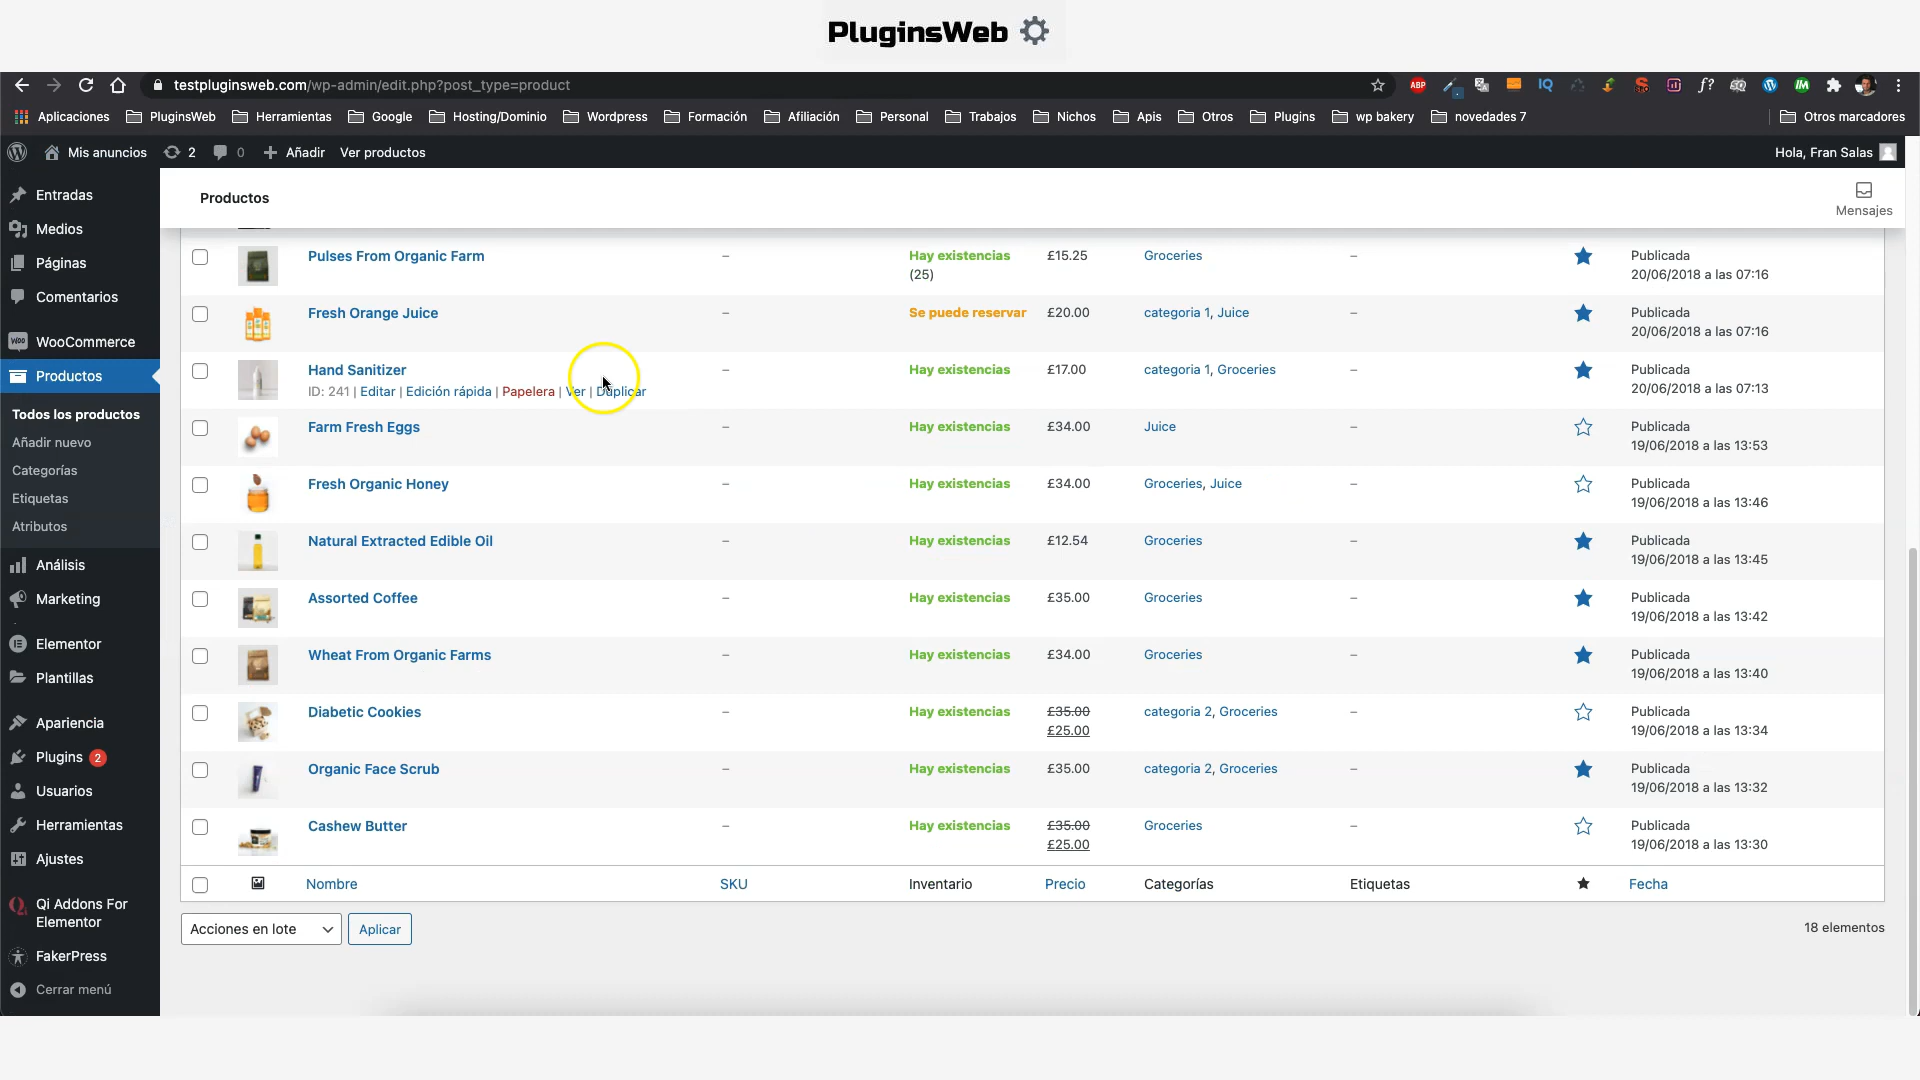 PluginsWeb
testpluginsweb.com/wp-admin/edit.php?post_type=product
Aplicaciones PluginsWeb Herramientas Google Hosting/Dominio Wordpress Formación Afiliación Personal Trabajos Nichos Apis Otros Plugins wp bakery novedades 7 Otros marcadores
Mis anuncios 2 0 Añadir Ver productos Hola, Fran Salas
Entradas
Medios
Páginas
Comentarios
WooCommerce
Productos
Todos los productos
Añadir nuevo
Categorías
Etiquetas
Atributos
Análisis
Marketing
Elementor
Plantillas
Apariencia
Plugins 2
Usuarios
Herramientas
Ajustes
Qi Addons For
Elementor
FakerPress
Cerrar menú
Productos
Mensajes
Pulses From Organic Farm – Hay existencias £15.25 Groceries – Publicada
(25) 20/06/2018 a las 07:16
Fresh Orange Juice – Se puede reservar £20.00 categoria 1, Juice – Publicada
20/06/2018 a las 07:16
Hand Sanitizer – Hay existencias £17.00 categoria 1, Groceries – Publicada
ID: 241 | Editar | Edición rápida | Papelera | Ver | Duplicar 20/06/2018 a las 07:13
Farm Fresh Eggs – Hay existencias £34.00 Juice – Publicada
19/06/2018 a las 13:53
Fresh Organic Honey – Hay existencias £34.00 Groceries, Juice – Publicada
19/06/2018 a las 13:46
Natural Extracted Edible Oil – Hay existencias £12.54 Groceries – Publicada
19/06/2018 a las 13:45
Assorted Coffee – Hay existencias £35.00 Groceries – Publicada
19/06/2018 a las 13:42
Wheat From Organic Farms – Hay existencias £34.00 Groceries – Publicada
19/06/2018 a las 13:40
Diabetic Cookies – Hay existencias £35.00 categoria 2, Groceries – Publicada
£25.00 19/06/2018 a las 13:34
Organic Face Scrub – Hay existencias £35.00 categoria 2, Groceries – Publicada
19/06/2018 a las 13:32
Cashew Butter – Hay existencias £35.00 Groceries – Publicada
£25.00 19/06/2018 a las 13:30
Nombre SKU Inventario Precio Categorías Etiquetas Fecha
Acciones en lote Aplicar 18 elementos